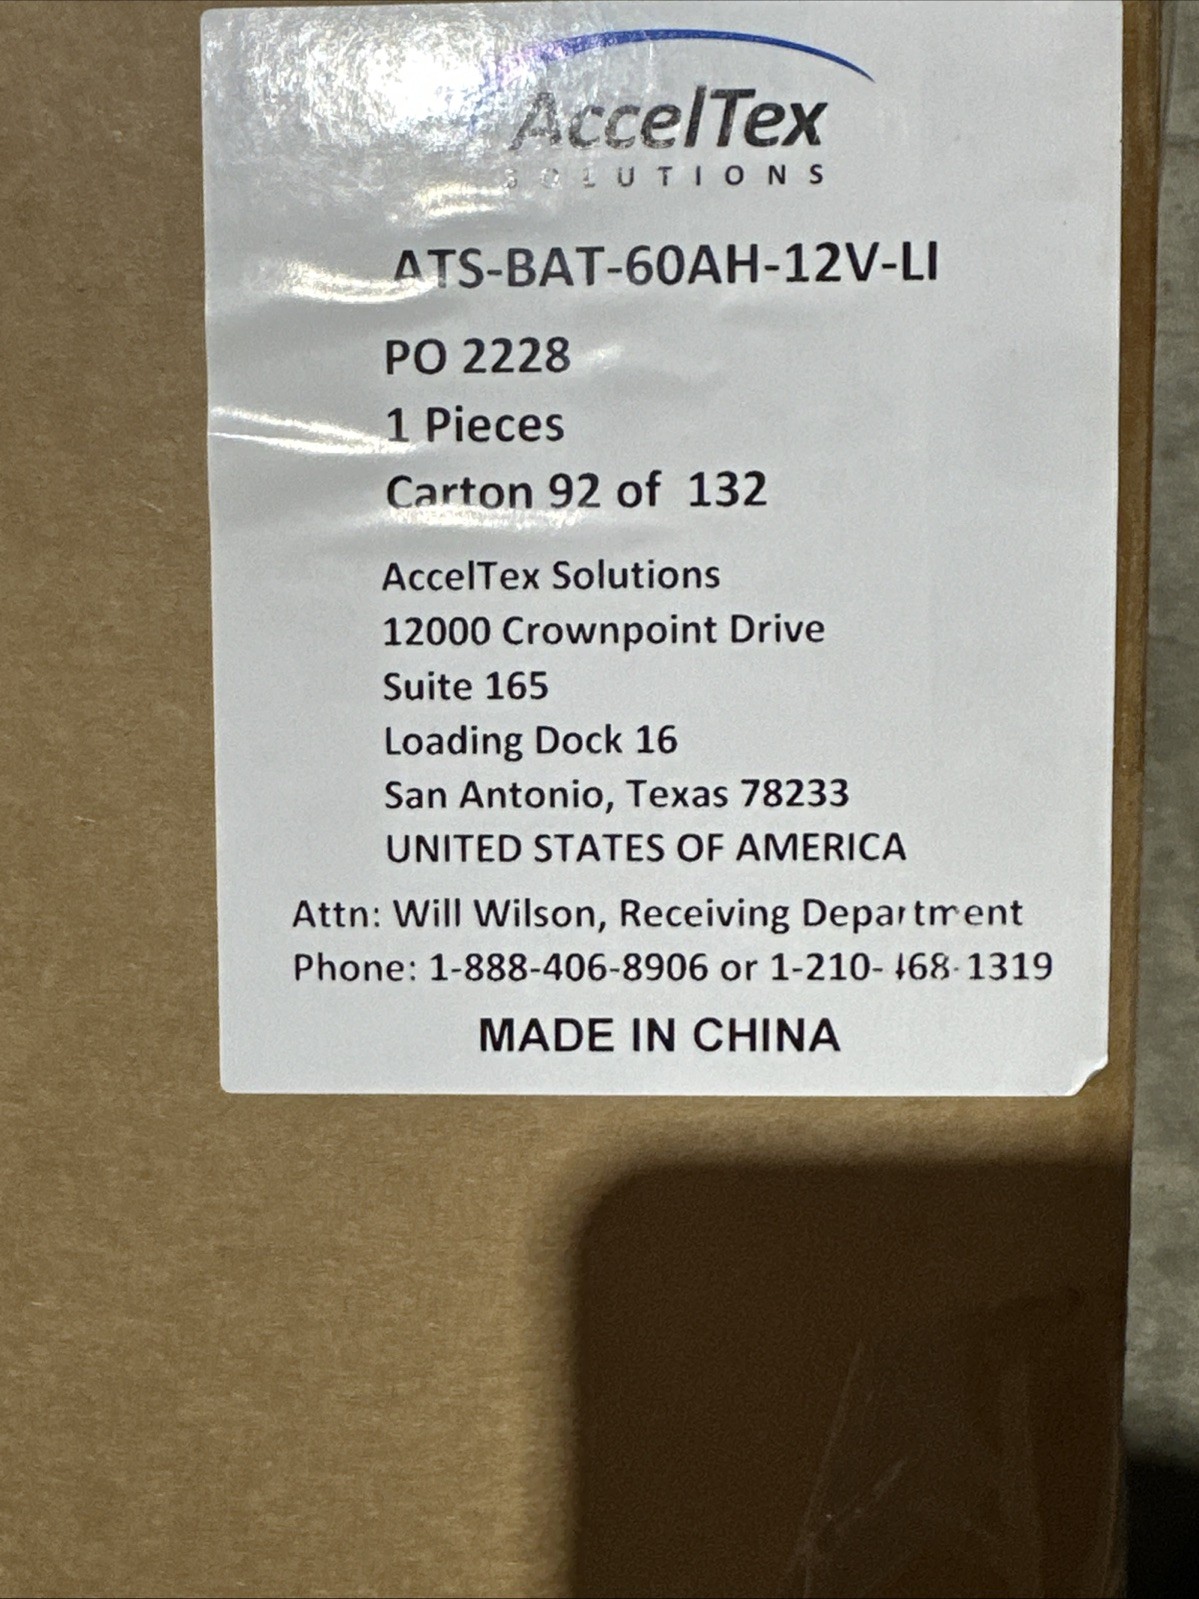 AccelTex
SOLUTIONS
ATS-BAT-60AH-12V-LI
PO 2228
1 Pieces
Carton 92 of 132
AccelTex Solutions
12000 Crownpoint Drive
Suite 165
Loading Dock 16
San Antonio, Texas 78233
UNITED STATES OF AMERICA
Attn: Will Wilson, Receiving Department
Phone: 1-888-406-8906 or 1-210-468-1319
MADE IN CHINA